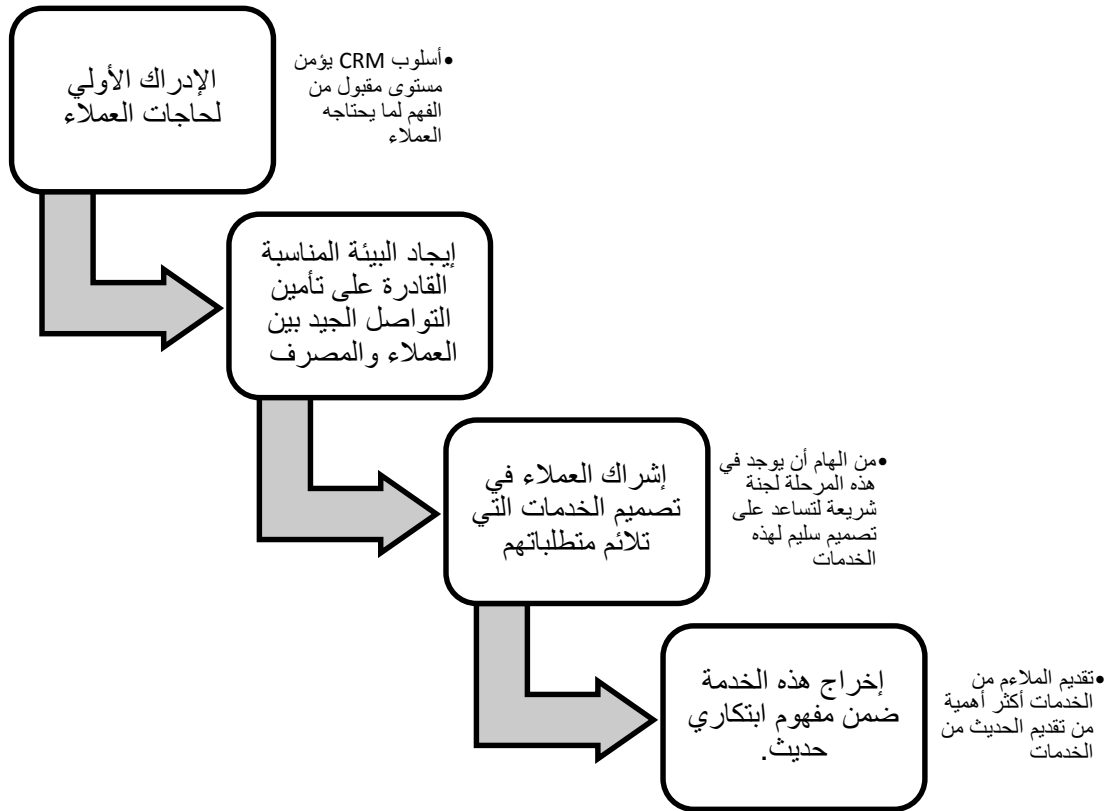 الإدراك الأولي
لحاجات العملاء
•أسلوب CRM يؤمن
مستوى مقبول من
الفهم لما يحتاجه
العملاء
إيجاد البيئة المناسبة
القادرة على تأمين
التواصل الجيد بين
العملاء والمصرف
إشراك العملاء في
تصميم الخدمات التي
تلائم متطلباتهم
•من الهام أن يوجد في
هذه المرحلة لجنة
شريعة لتساعد على
تصميم سليم لهذه
الخدمات
إخراج هذه الخدمة
ضمن مفهوم ابتكاري
حديث.
•تقديم الملاءم من
الخدمات أكثر أهمية
من تقديم الحديث من
الخدمات